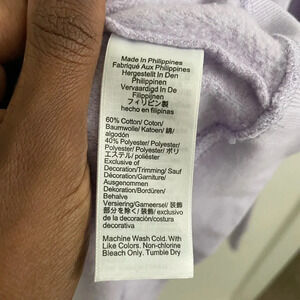 Made In Philippines
Fabriqué Aux Philippines
Hergestellt In Den
Philippinen
Vervaardigd In De
Filippijnen
フィリピン製
hecho en filipinas
60% Cotton/ Coton/
Baumwolle/ Katoen/ 綿/
algodón
40% Polyester/ Polyester/
Polyester/ Polyester/ ポリ
エステル/ poliéster
Exclusive of
Decoration/Trimming/ Sauf
Décoration/Garniture/
Ausgenommen
Dekoration/Bordüren/
Behalve
Versiering/Garneersel/ 装飾
部分を除く/ 装飾/ exclusivo
de la decoración/costura
decorativa
Machine Wash Cold. With
Like Colors. Non-chlorine
Bleach Only. Tumble Dry